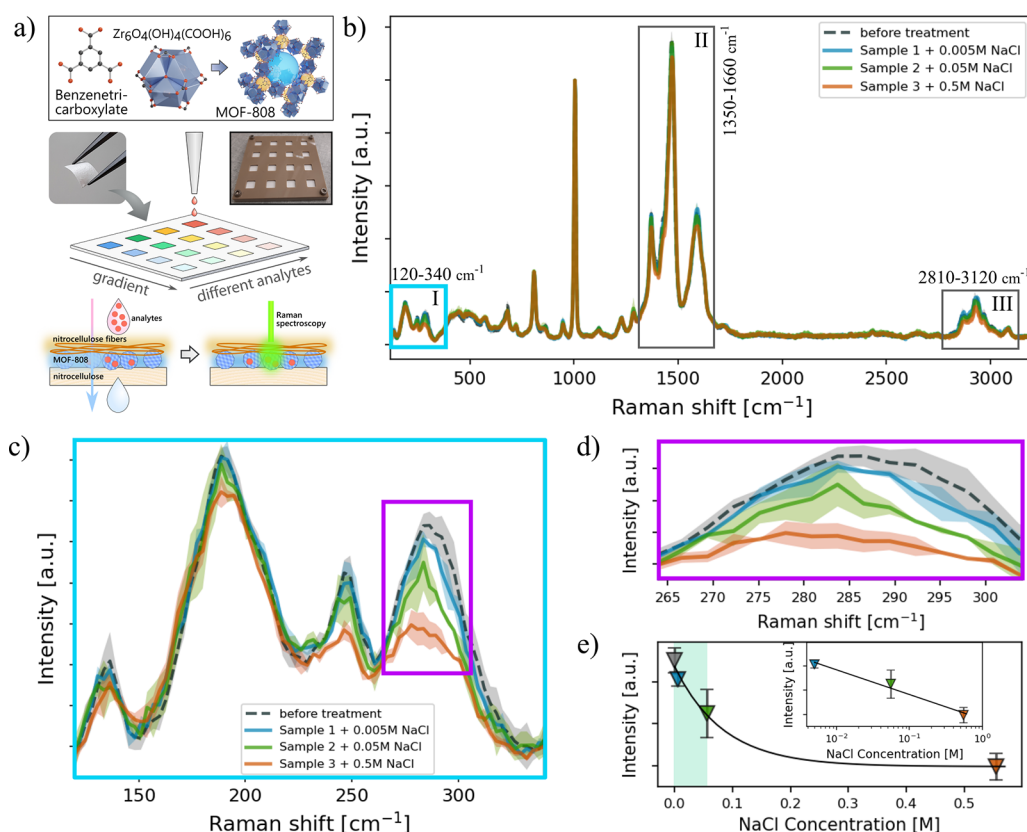 a)
Zr6O4(OH)4(COOH)6
Benzenetri-
carboxylate
MOF-808
gradient
different analytes
analytes
nitrocellulose fibers
MOF-808
nitrocellulose
Raman
spectroscopy
b)
Intensity [a.u.]
120-340 cm⁻¹
I
II
1350-1660 cm⁻¹
before treatment
Sample 1 + 0.005M NaCl
Sample 2 + 0.05M NaCl
Sample 3 + 0.5M NaCl
2810-3120 cm⁻¹
III
500 1000 1500 2000 2500 3000
Raman shift [cm⁻¹]
c)
Intensity [a.u.]
before treatment
Sample 1 + 0.005M NaCl
Sample 2 + 0.05M NaCl
Sample 3 + 0.5M NaCl
150 200 250 300
Raman shift [cm⁻¹]
d)
Intensity [a.u.]
265 270 275 280 285 290 295 300
Raman shift [cm⁻¹]
e)
Intensity [a.u.]
Intensity [a.u.]
10⁻² 10⁻¹ 10⁰
NaCl Concentration [M]
0.0 0.1 0.2 0.3 0.4 0.5
NaCl Concentration [M]